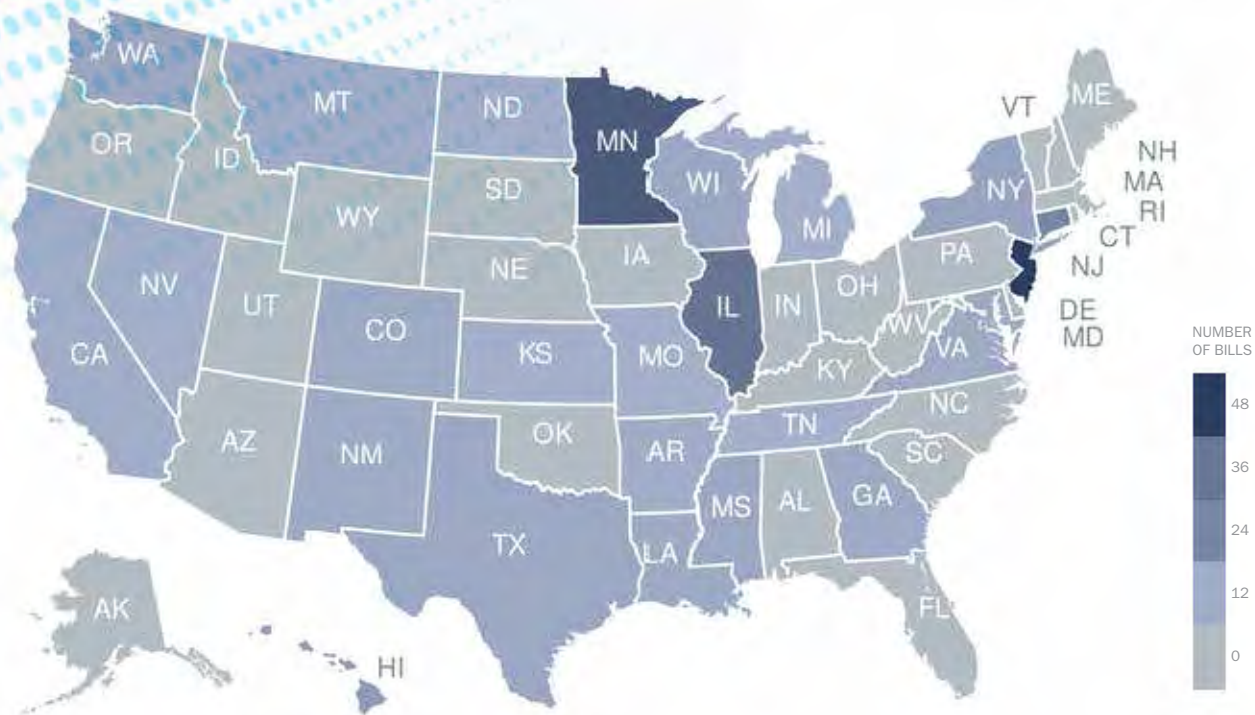 WA
MT
ND
MN
VT
ME
OR
ID
SD
WI
NY
NH
MA
RI
WY
MI
CT
NE
IA
PA
NJ
NV
UT
CO
IL
IN
OH
DE
MD
WV
CA
KS
MO
VA
KY
NUMBER
OF BILLS
48
36
24
12
0
AZ
NM
OK
AR
TN
NC
SC
TX
MS
AL
GA
LA
AK
HI
FL